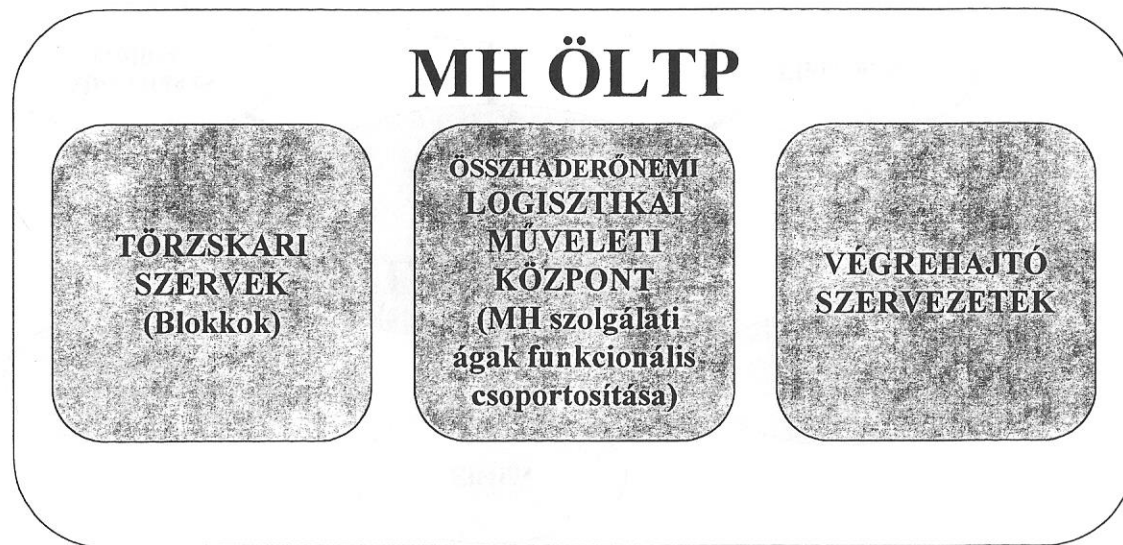 MH ÖLTP
TÖRZSKARI
SZERVEK
(Blokkok)
ÖSSZHADERŐNEMI
LOGISZTIKAI
MŰVELETI
KÖZPONT
(MH szolgálati
ágak funkcionális
csoportosítása)
VÉGREHAJTÓ
SZERVEZETEK